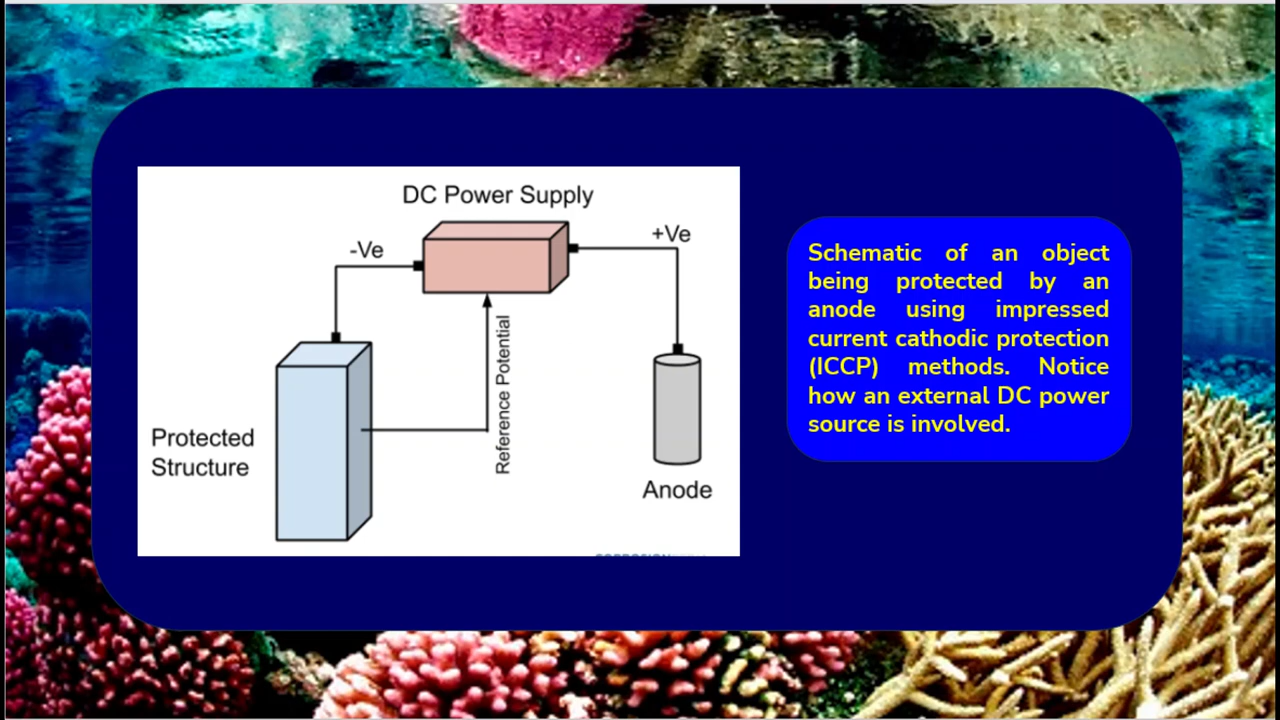 DC Power Supply
-Ve
+Ve
Reference Potential
Protected
Structure
Anode
Schematic of an object
being protected by an
anode using impressed
current cathodic protection
(ICCP) methods. Notice
how an external DC power
source is involved.